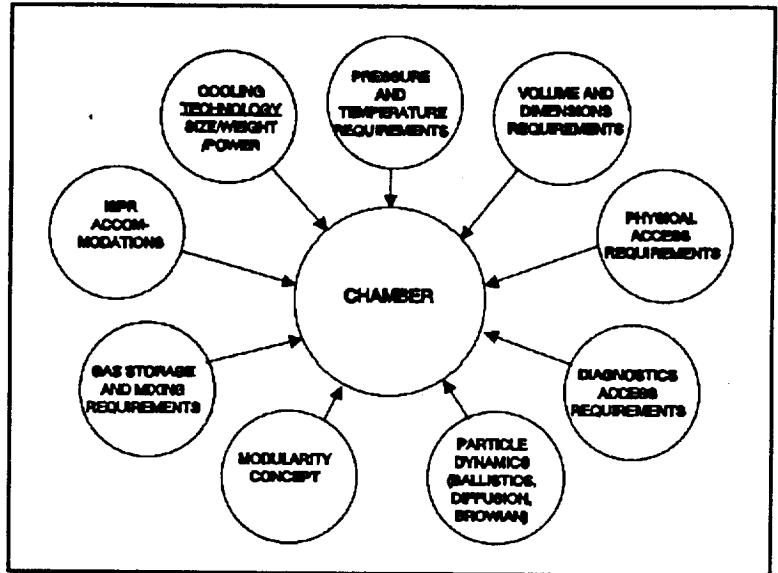 COOLING
TECHNOLOGY
SIZE/WEIGHT
/POWER
PRESSURE
AND
TEMPERATURE
REQUIREMENTS
VOLUME AND
DIMENSIONS
REQUIREMENTS
ISPR
ACCOM-
MODATIONS
PHYSICAL
ACCESS
REQUIREMENTS
CHAMBER
GAS STORAGE
AND MIXING
REQUIREMENTS
DIAGNOSTICS
ACCESS
REQUIREMENTS
MODULARITY
CONCEPT
PARTICLE
DYNAMICS
(BALLISTICS,
DIFFUSION,
BROWIAN)